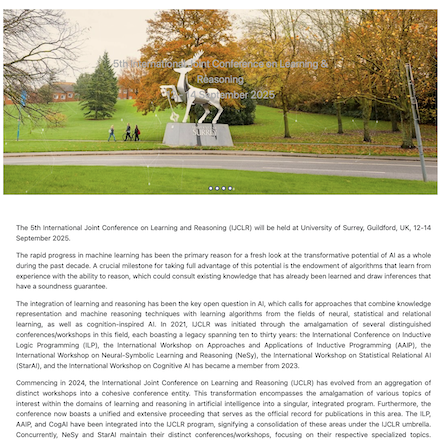 5th International Joint Conference on Learning &
Reasoning
14 September 2025
SURREY
The 5th International Joint Conference on Learning and Reasoning (IJCLR) will be held at University of Surrey, Guildford, UK, 12-14
September 2025.
The rapid progress in machine learning has been the primary reason for a fresh look at the transformative potential of AI as a whole
during the past decade. A crucial milestone for taking full advantage of this potential is the endowment of algorithms that learn from
experience with the ability to reason, which could consult existing knowledge that has already been learned and draw inferences that
have a soundness guarantee.
The integration of learning and reasoning has been the key open question in AI, which calls for approaches that combine knowledge
representation and machine reasoning techniques with learning algorithms from the fields of neural, statistical and relational
learning, as well as cognition-inspired AI. In 2021, IJCLR was initiated through the amalgamation of several distinguished
conferences/workshops in this field, each boasting a legacy spanning ten to thirty years: the International Conference on Inductive
Logic Programming (ILP), the International Workshop on Approaches and Applications of Inductive Programming (AAIP), the
International Workshop on Neural-Symbolic Learning and Reasoning (NeSy), the International Workshop on Statistical Relational AI
(StarAI), and the International Workshop on Cognitive AI has became a member from 2023.
Commencing in 2024, the International Joint Conference on Learning and Reasoning (IJCLR) has evolved from an aggregation of
distinct workshops into a cohesive conference entity. This transformation encompasses the amalgamation of various topics of
interest within the domains of learning and reasoning in artificial intelligence into a singular, integrated program. Furthermore, the
conference now boasts a unified and extensive proceeding that serves as the official record for publications in this area. The ILP,
AAIP, and CogAI have been integrated into the IJCLR program, signifying a consolidation of these areas under the IJCLR umbrella.
Concurrently, NeSy and StarAI maintain their distinct conferences/workshops, focusing on their respective specialized topics.